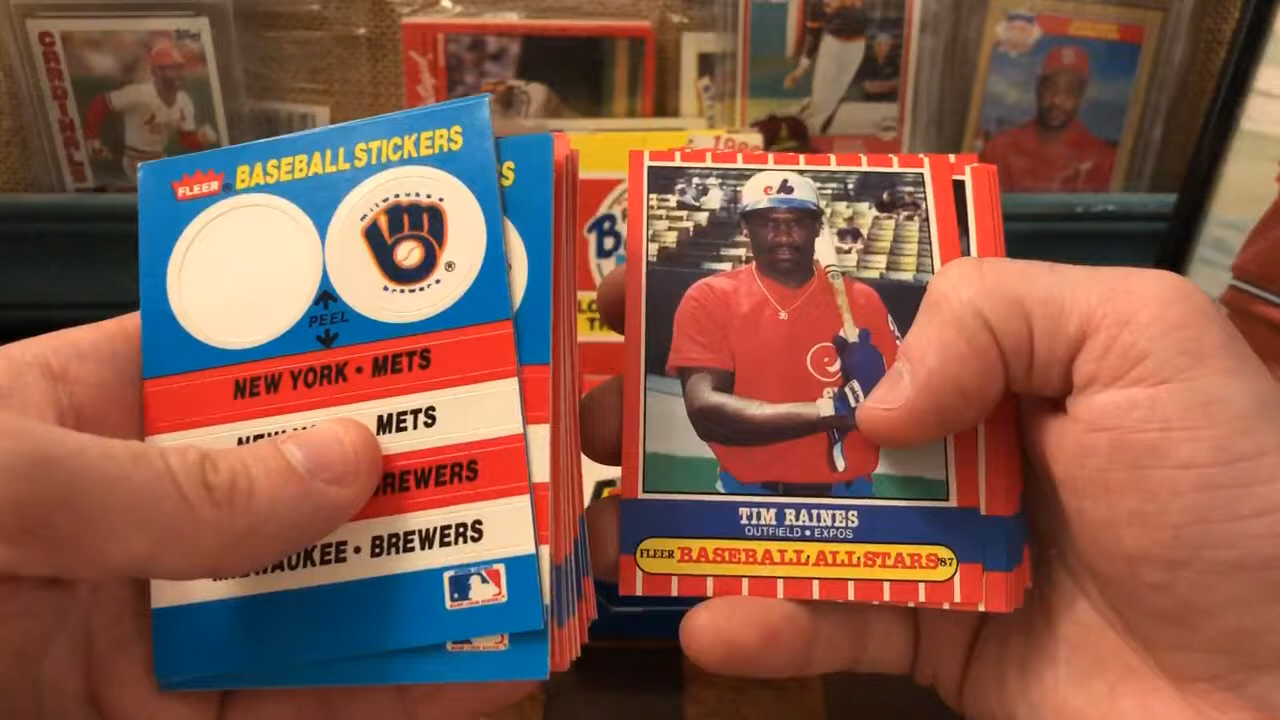 CARDINALS
Topps
FLEER® BASEBALL STICKERS
milwaukee
brewers
®
PEEL
NEW YORK • METS
METS
BREWERS
MILWAUKEE • BREWERS
S
TIM RAINES
OUTFIELD • EXPOS
FLEER BASEBALL ALL STARS '87